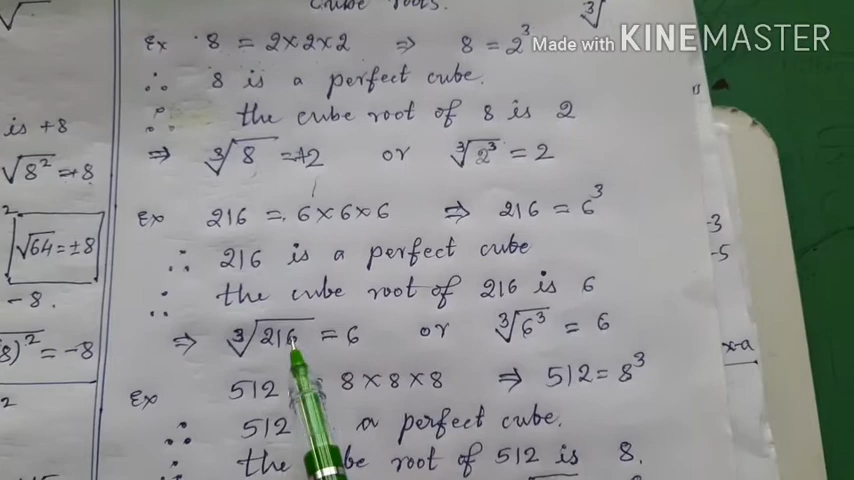 cube roots.
∛
Ex 8 = 2×2×2 ⇒ 8 = 2³
Made with KINEMASTER
∴ 8 is a perfect cube.
∴ the cube root of 8 is 2
⇒ ∛8 = +2 or ∛2³ = 2
Ex 216 = 6×6×6 ⇒ 216 = 6³
∴ 216 is a perfect cube
∴ the cube root of 216 is 6
⇒ ∛216 = 6 or ∛6³ = 6
Ex 512 8×8×8 ⇒ 512 = 8³
∴ 512 a perfect cube.
∴ the root of 512 is 8.
is +8
√8² = +8
√64 = ±8
-8.
8)² = -8
2
-3
-5
x-a